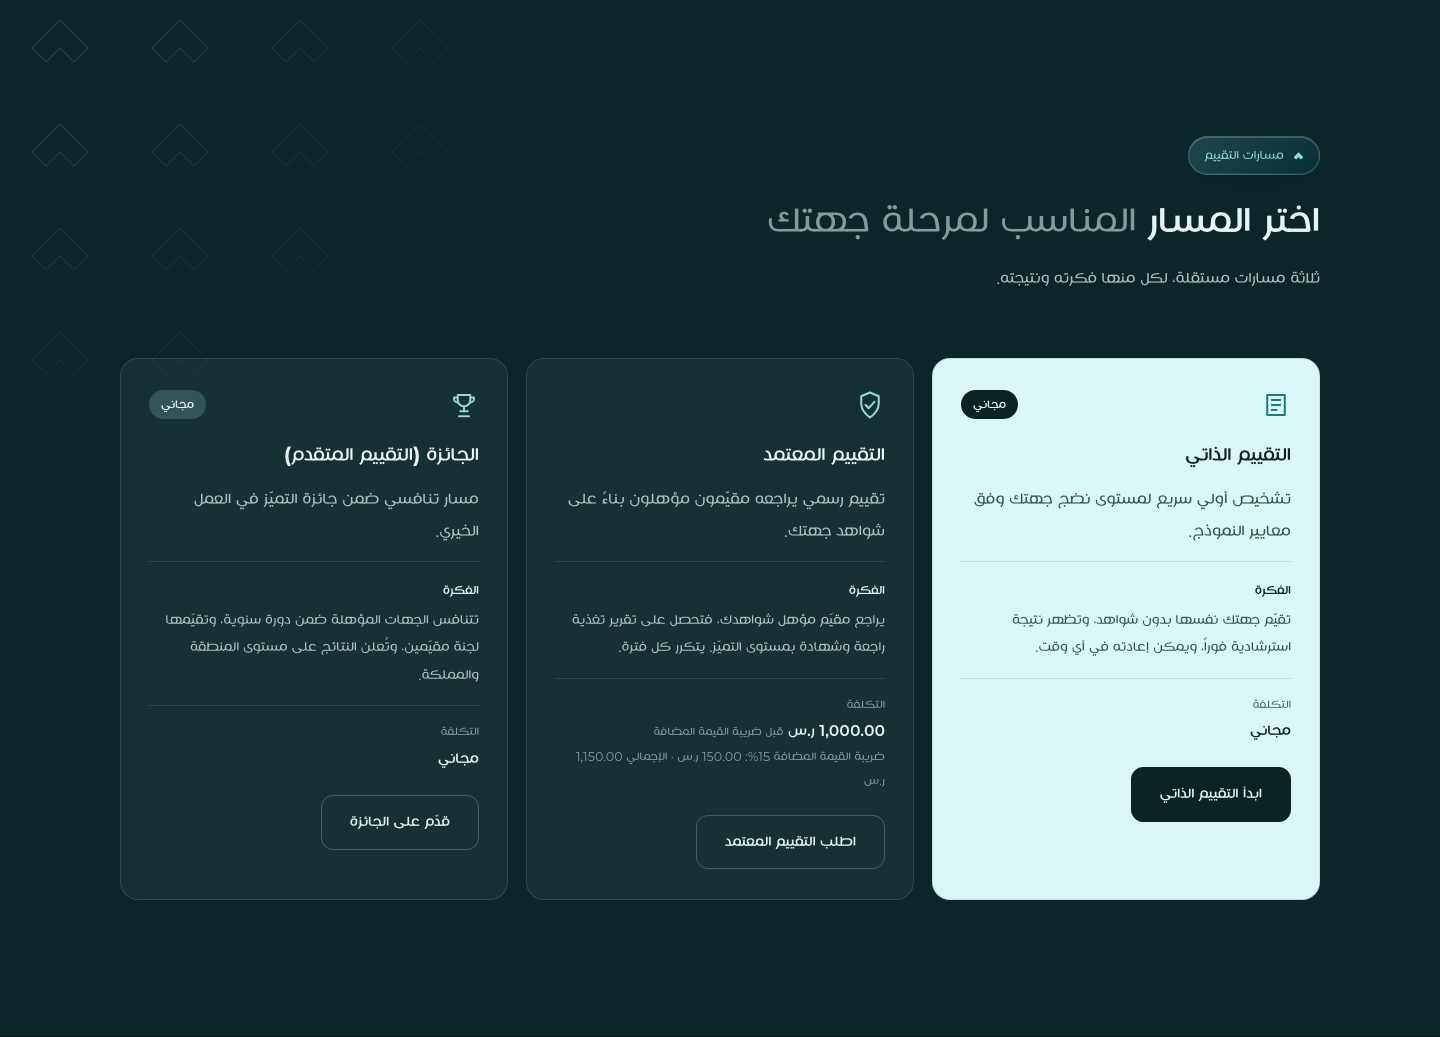 مسارات التقييم
اختر المسار المناسب لمرحلة جهتك
ثلاثة مسارات مستقلة، لكل منها فكرته ونتيجته.
مجاني
التقييم الذاتي
تشخيص أولي سريع لمستوى نضج جهتك وفق
معايير النموذج.
الفكرة
تقيّم جهتك نفسها بدون شواهد، وتظهر نتيجة
استرشادية فوراً، ويمكن إعادته في أي وقت.
التكلفة
مجاني
ابدأ التقييم الذاتي
التقييم المعتمد
تقييم رسمي يراجعه مقيّمون مؤهلون بناءً على
شواهد جهتك.
الفكرة
يراجع مقيّم مؤهل شواهدك، فتحصل على تقرير تغذية
راجعة وشهادة بمستوى التميّز. يتكرر كل فترة.
التكلفة
1,000.00 ر.س قبل ضريبة القيمة المضافة
ضريبة القيمة المضافة 15%: 150.00 ر.س · الإجمالي 1,150.00
ر.س
اطلب التقييم المعتمد
مجاني
الجائزة (التقييم المتقدم)
مسار تنافسي ضمن جائزة التميّز في العمل
الخيري.
الفكرة
تتنافس الجهات المؤهلة ضمن دورة سنوية، وتقيّمها
لجنة مقيّمين، وتُعلن النتائج على مستوى المنطقة
والمملكة.
التكلفة
مجاني
قدّم على الجائزة